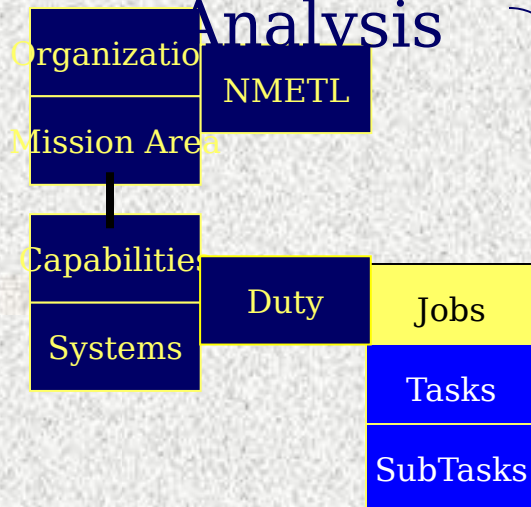 Analysis
Organizatio
NMETL
Mission Area
Capabilities
Duty
Jobs
Systems
Tasks
SubTasks